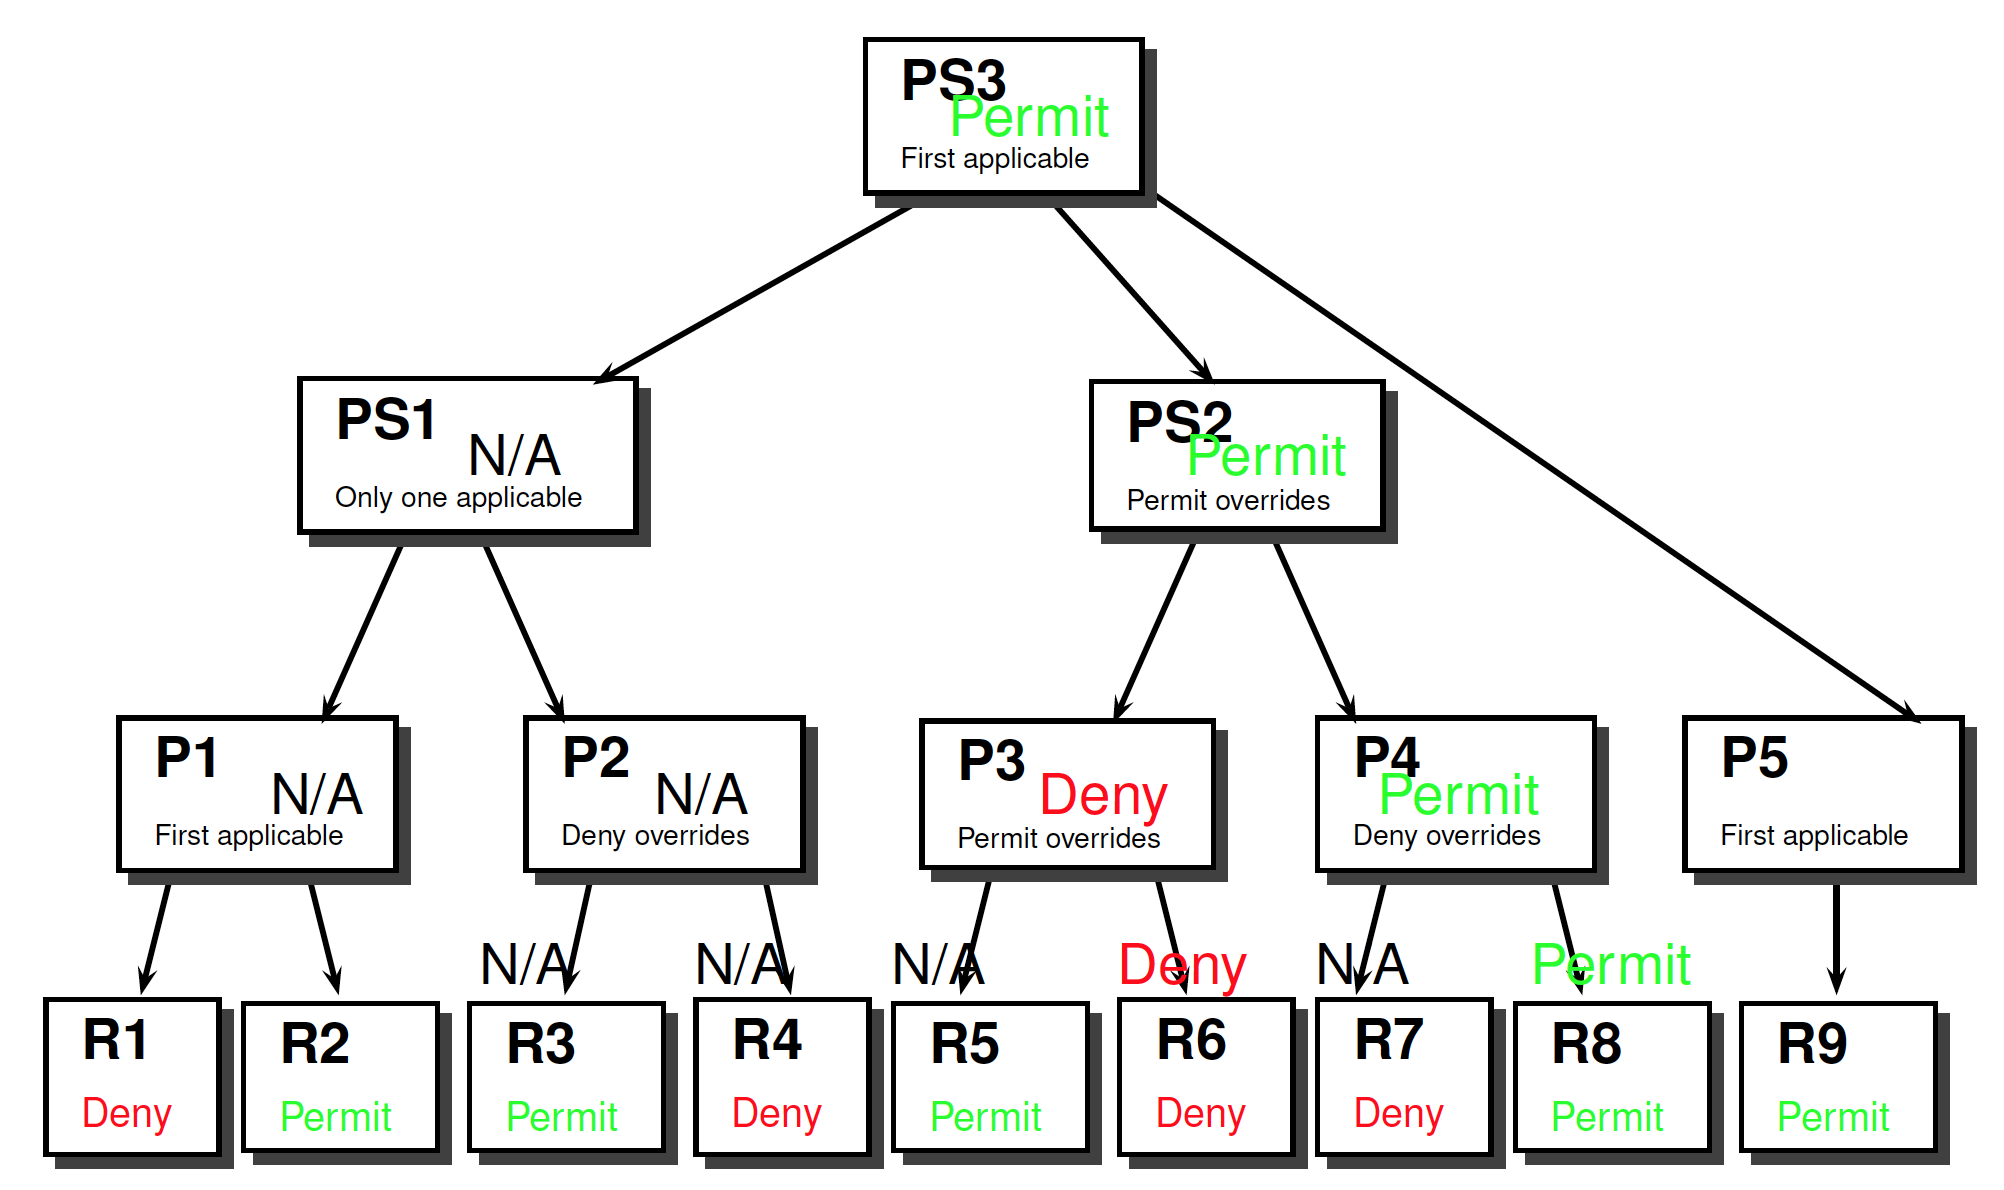 PS3
Permit
First applicable
PS1
N/A
Only one applicable
PS2
Permit
Permit overrides
P1
N/A
First applicable
P2
N/A
Deny overrides
P3
Deny
Permit overrides
P4
Permit
Deny overrides
P5
First applicable
N/A
N/A
N/A
Deny
N/A
Permit
R1
Deny
R2
Permit
R3
Permit
R4
Deny
R5
Permit
R6
Deny
R7
Deny
R8
Permit
R9
Permit